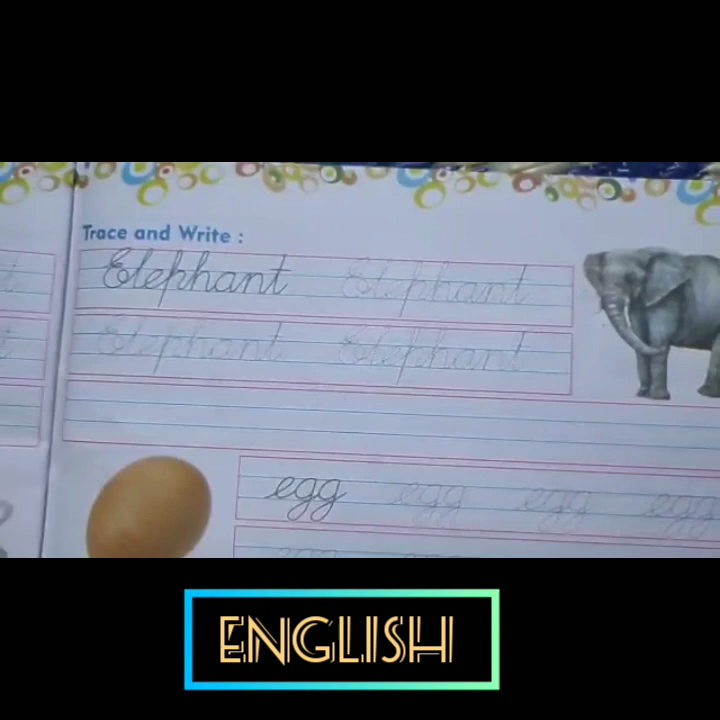 Trace and Write :
Elephant Elephant
Elephant Elephant
egg egg egg egg
ENGLISH